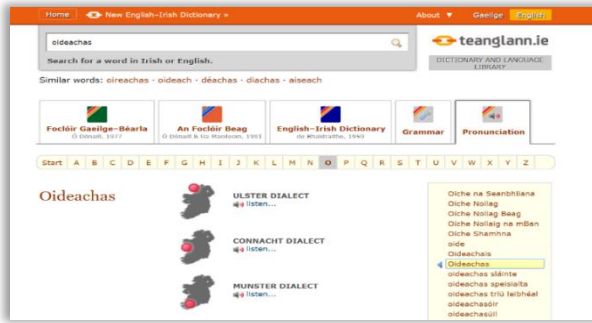 Home New English-Irish Dictionary » About ▼ Gaeilge English
oideachas
Search for a word in Irish or English.
teanglann.ie
DICTIONARY AND LANGUAGE
LIBRARY
Similar words: oireachas · oideach · déachas · diachas · aiseach
Foclóir Gaeilge–Béarla
Ó Dónaill, 1977
An Foclóir Beag
Ó Dónaill & Ua Maoileoin, 1991
English–Irish Dictionary
de Bhaldraithe, 1959
Grammar
Pronunciation
Start A B C D E F G H I J K L M N O P Q R S T U V W X Y Z
Oideachas
ULSTER DIALECT
listen...
CONNACHT DIALECT
listen...
MUNSTER DIALECT
listen...
Oíche na Seanbhliana
Oíche Nollag
Oíche Nollag Beag
Oíche Nollaig na mBan
Oíche Shamhna
oide
Oideachais
Oideachas
oideachas sláinte
oideachas speisialta
oideachas tríú leibhéal
oideachasóir
oideachasúil